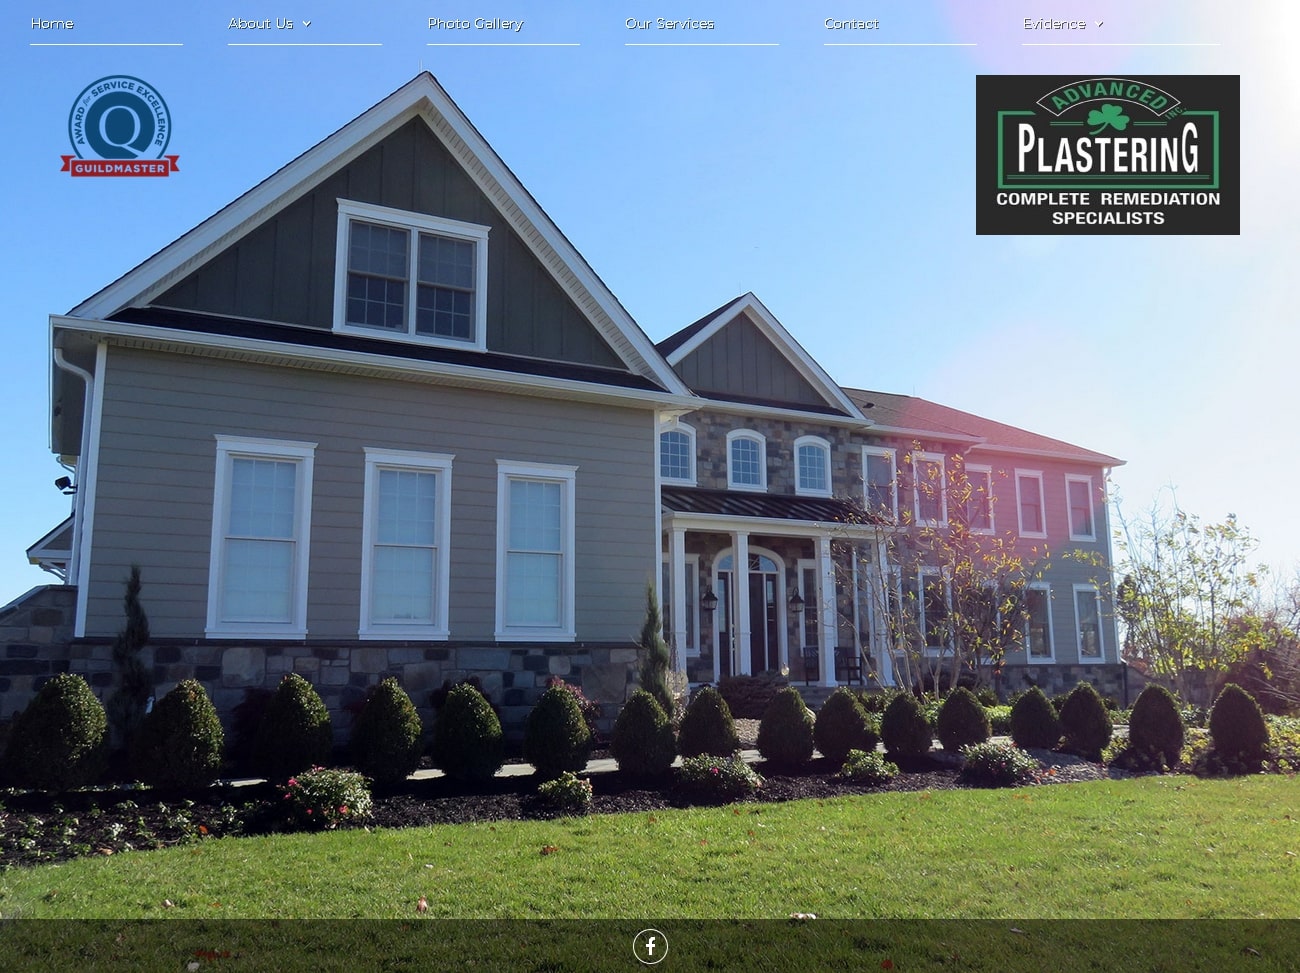 Home
About Us
Photo Gallery
Our Services
Contact
Evidence
AWARD for SERVICE EXCELLENCE
Q
GUILDMASTER
ADVANCED
INC.
PLASTERING
COMPLETE REMEDIATION
SPECIALISTS